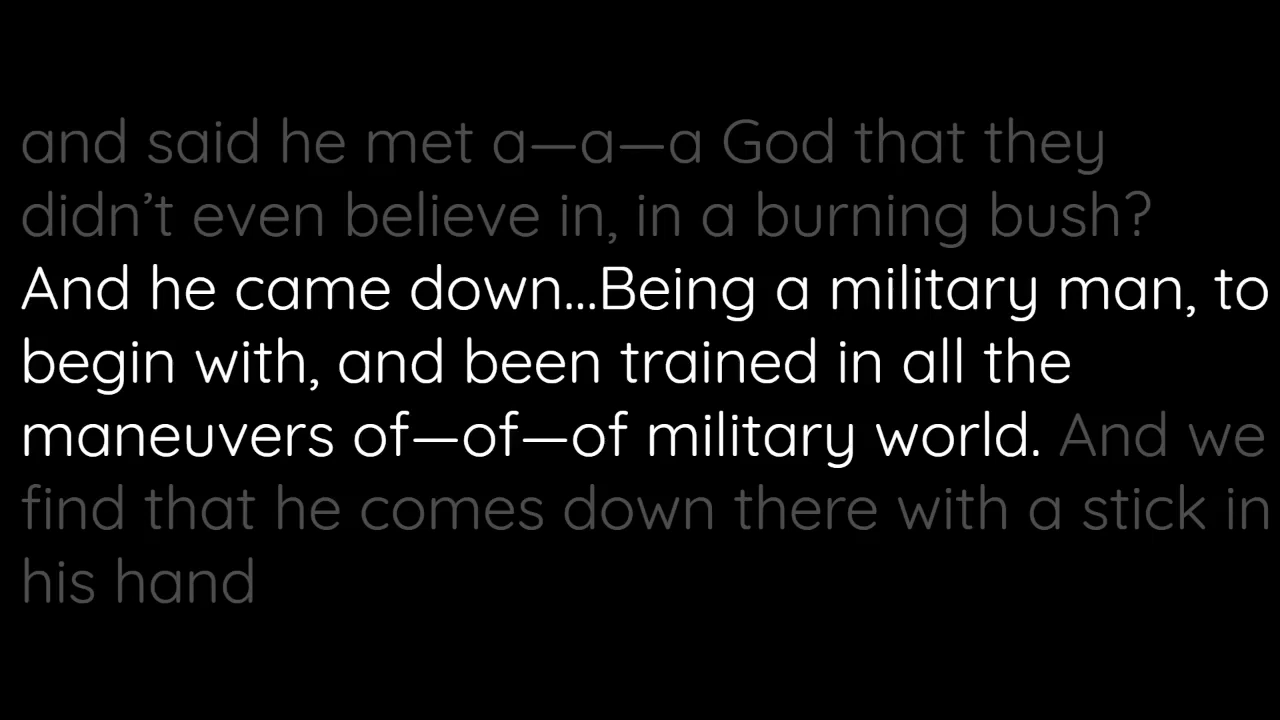 and said he met a—a—a God that they
didn’t even believe in, in a burning bush?
And he came down...Being a military man, to
begin with, and been trained in all the
maneuvers of—of—of military world. And we
find that he comes down there with a stick in
his hand